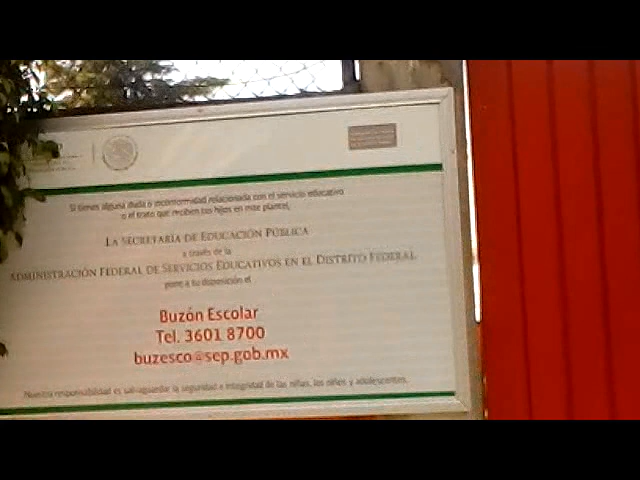 Si tienes alguna duda o inconformidad relacionada con el servicio educativo
o el trato que reciben tus hijos en este plantel,
LA SECRETARÍA DE EDUCACIÓN PÚBLICA
a través de la
ADMINISTRACIÓN FEDERAL DE SERVICIOS EDUCATIVOS EN EL DISTRITO FEDERAL
pone a tu disposición el
Buzón Escolar
Tel. 3601 8700
buzesco@sep.gob.mx
Nuestra responsabilidad es salvaguardar la seguridad e integridad de las niñas, los niños y adolescentes.